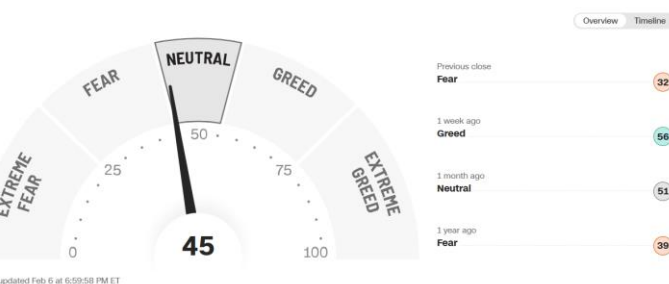 Overview Timeline
EXTREME FEAR
FEAR
NEUTRAL
GREED
EXTREME GREED
0
25
50
75
100
45
Previous close
Fear
32
1 week ago
Greed
56
1 month ago
Neutral
51
1 year ago
Fear
39
updated Feb 6 at 6:59:58 PM ET